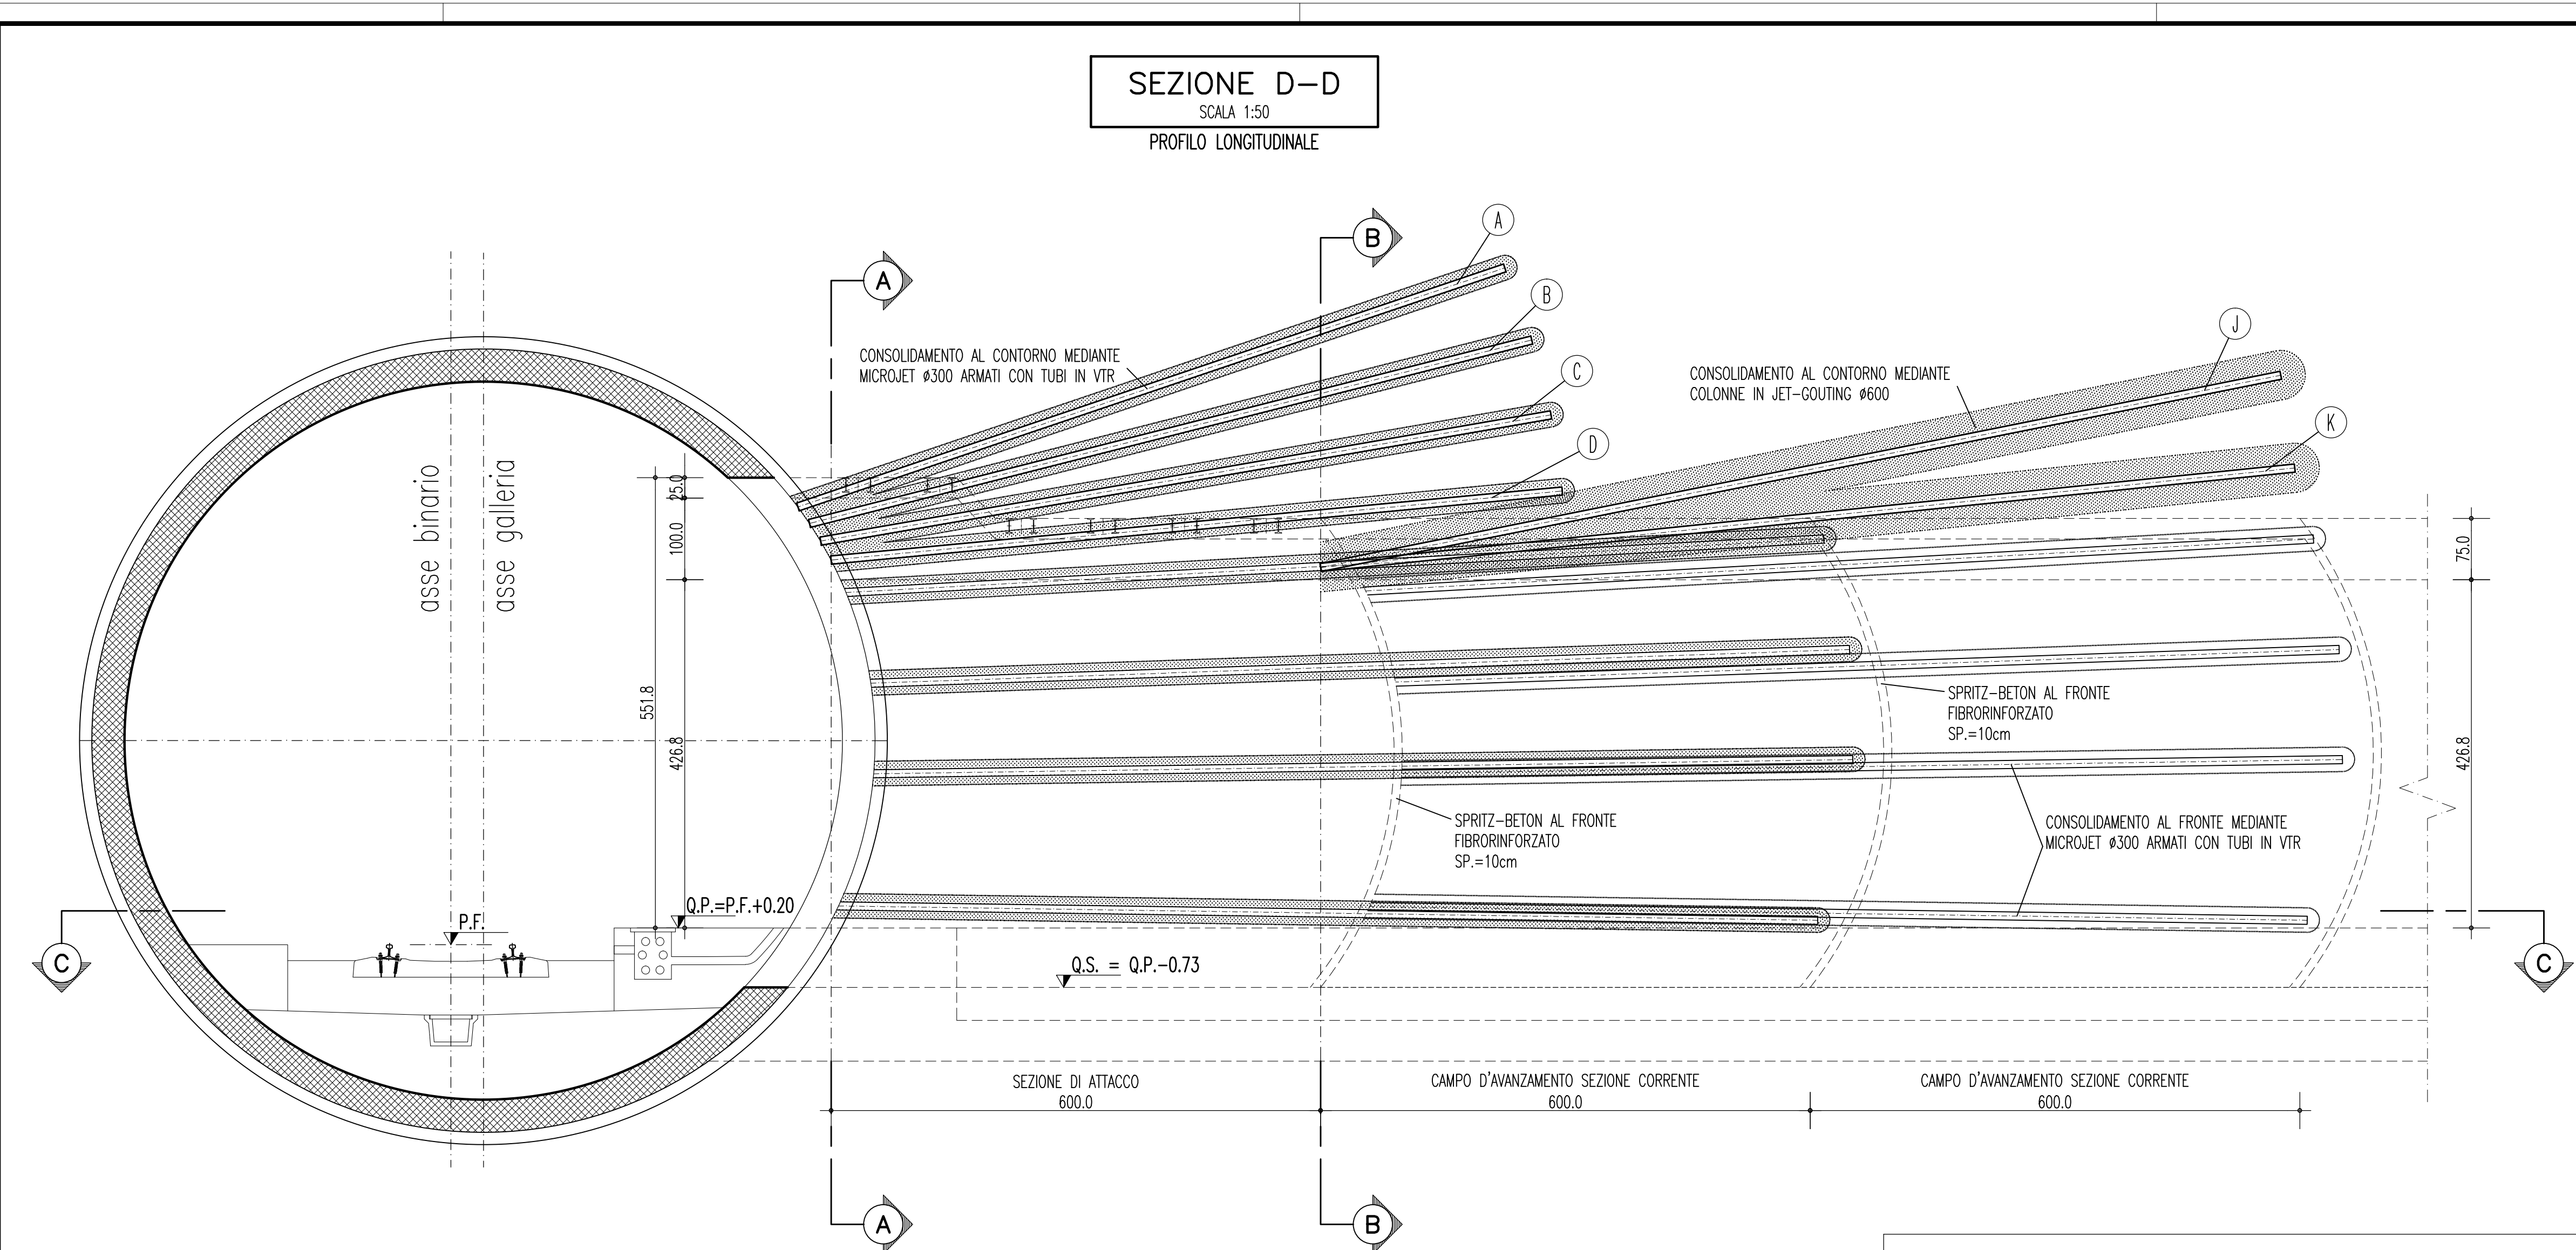 SEZIONE D-D
SCALA 1:50
PROFILO LONGITUDINALE
A
B
A
B
C
D
J
K
CONSOLIDAMENTO AL CONTORNO MEDIANTE
MICROJET ø300 ARMATI CON TUBI IN VTR
CONSOLIDAMENTO AL CONTORNO MEDIANTE
COLONNE IN JET-GOUTING ø600
asse binario
asse galleria
25.0
100.0
551.8
426.8
75.0
426.8
SPRITZ-BETON AL FRONTE
FIBRORINFORZATO
SP.=10cm
SPRITZ-BETON AL FRONTE
FIBRORINFORZATO
SP.=10cm
CONSOLIDAMENTO AL FRONTE MEDIANTE
MICROJET ø300 ARMATI CON TUBI IN VTR
Q.P.=P.F.+0.20
P.F.
C
C
Q.S. = Q.P.-0.73
SEZIONE DI ATTACCO
600.0
CAMPO D'AVANZAMENTO SEZIONE CORRENTE
600.0
CAMPO D'AVANZAMENTO SEZIONE CORRENTE
600.0
A
B